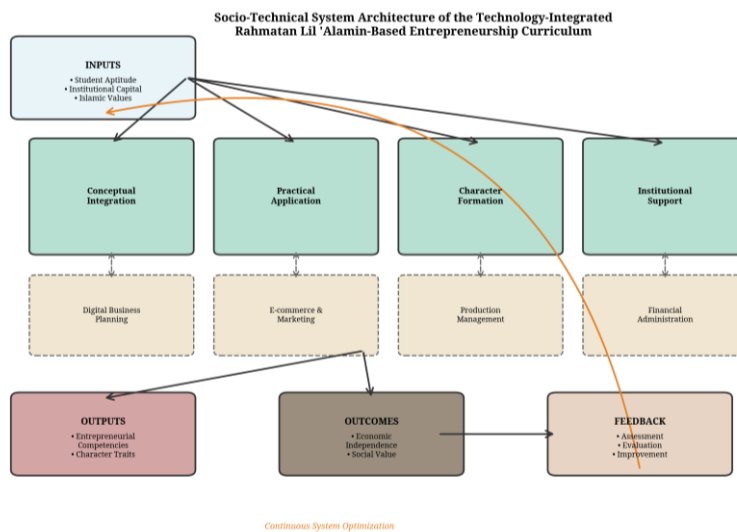 Socio-Technical System Architecture of the Technology-Integrated
Rahmatan Lil 'Alamin-Based Entrepreneurship Curriculum
INPUTS
• Student Aptitude
• Institutional Capital
• Islamic Values
Conceptual
Integration
Practical
Application
Character
Formation
Institutional
Support
Digital Business
Planning
E-commerce &
Marketing
Production
Management
Financial
Administration
OUTPUTS
• Entrepreneurial
Competencies
• Character Traits
OUTCOMES
• Economic
Independence
• Social Value
FEEDBACK
• Assessment
• Evaluation
• Improvement
Continuous System Optimization